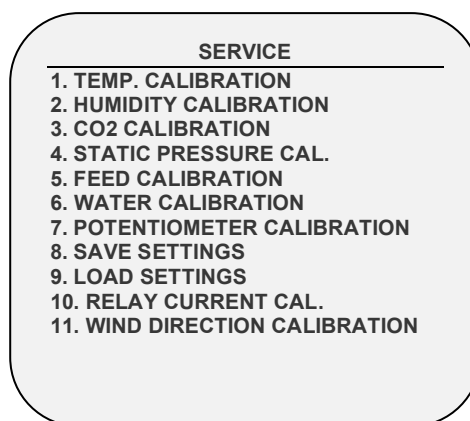 SERVICE
1. TEMP. CALIBRATION
2. HUMIDITY CALIBRATION
3. CO2 CALIBRATION
4. STATIC PRESSURE CAL.
5. FEED CALIBRATION
6. WATER CALIBRATION
7. POTENTIOMETER CALIBRATION
8. SAVE SETTINGS
9. LOAD SETTINGS
10. RELAY CURRENT CAL.
11. WIND DIRECTION CALIBRATION